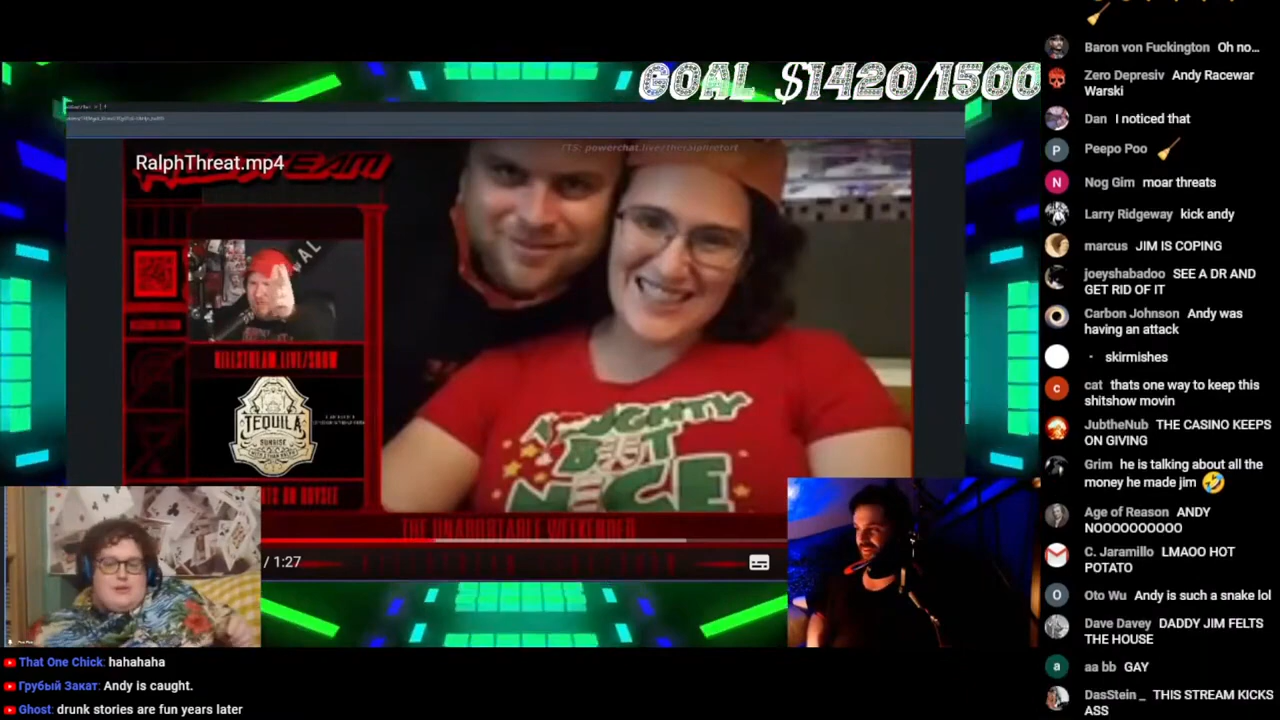 GOAL $1420/1500
RalphThreat.mp4
TTS: powerchat.live/theralphretort
KILLSTREAM.LIVE/SHOW
TEQUILA
SUNRISE
NAUGHTY
BUT
NICE
/ 1:27
That One Chick: hahahaha
Грубый Закат: Andy is caught.
Ghost: drunk stories are fun years later
Baron von Fuckington Oh no...
Zero Depresiv Andy Racewar
Warski
Dan I noticed that
Peepo Poo
Nog Gim moar threats
Larry Ridgeway kick andy
marcus JIM IS COPING
joeyshabadoo SEE A DR AND
GET RID OF IT
Carbon Johnson Andy was
having an attack
skirmishes
cat thats one way to keep this
shitshow movin
JubtheNub THE CASINO KEEPS
ON GIVING
Grim he is talking about all the
money he made jim 🤣
Age of Reason ANDY
NOOOOOOOOOO
C. Jaramillo LMAOO HOT
POTATO
Oto Wu Andy is such a snake lol
Dave Davey DADDY JIM FELTS
THE HOUSE
aa bb GAY
DasStein _ THIS STREAM KICKS
ASS